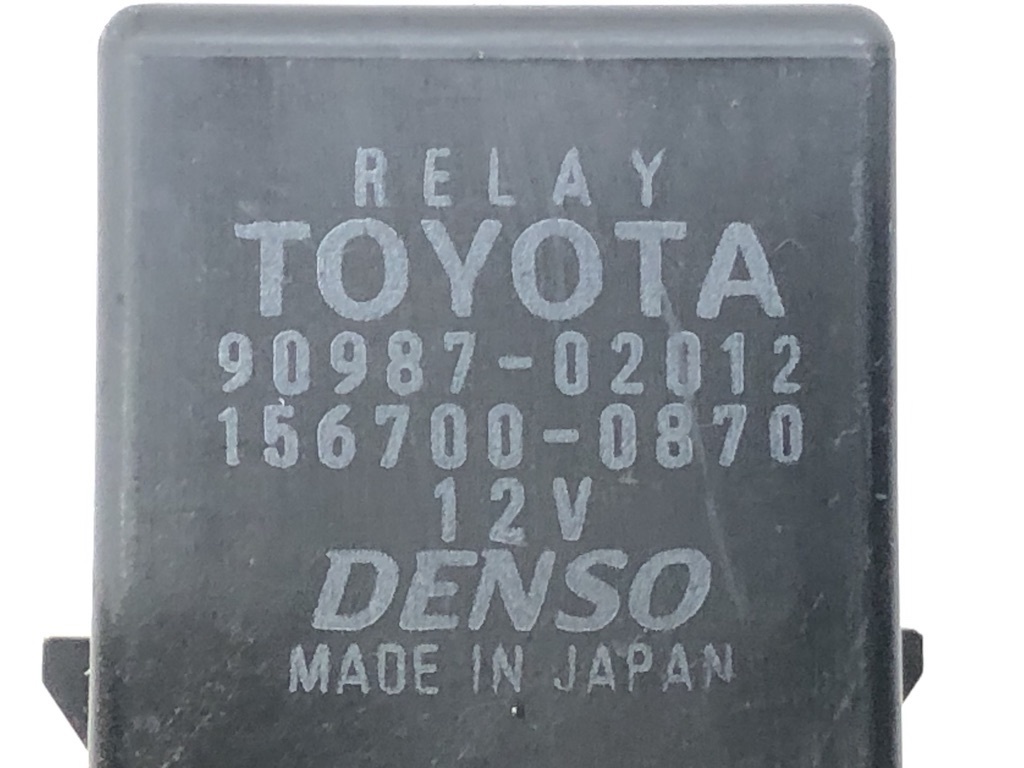 RELAY
TOYOTA
90987-02012
156700-0870
12V
DENSO
MADE IN JAPAN